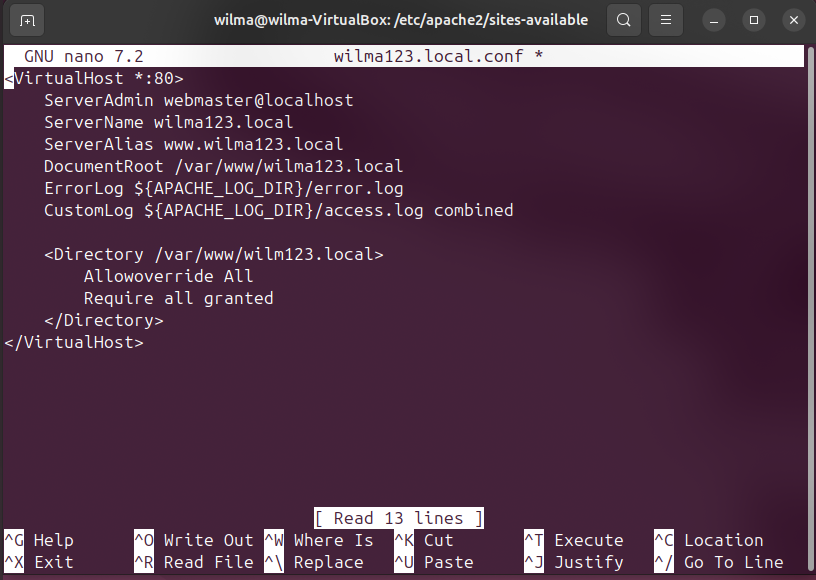 wilma@wilma-VirtualBox: /etc/apache2/sites-available
GNU nano 7.2 wilma123.local.conf *
<VirtualHost *:80>
    ServerAdmin webmaster@localhost
    ServerName wilma123.local
    ServerAlias www.wilma123.local
    DocumentRoot /var/www/wilma123.local
    ErrorLog ${APACHE_LOG_DIR}/error.log
    CustomLog ${APACHE_LOG_DIR}/access.log combined

    <Directory /var/www/wilm123.local>
        Allowoverride All
        Require all granted
    </Directory>
</VirtualHost>
[ Read 13 lines ]
^G Help ^O Write Out ^W Where Is ^K Cut ^T Execute ^C Location
^X Exit ^R Read File ^\ Replace ^U Paste ^J Justify ^/ Go To Line